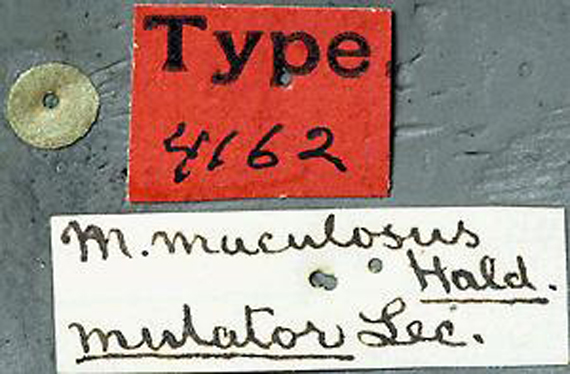 Type
4162
M. maculosus
Hald.
mutator Lec.